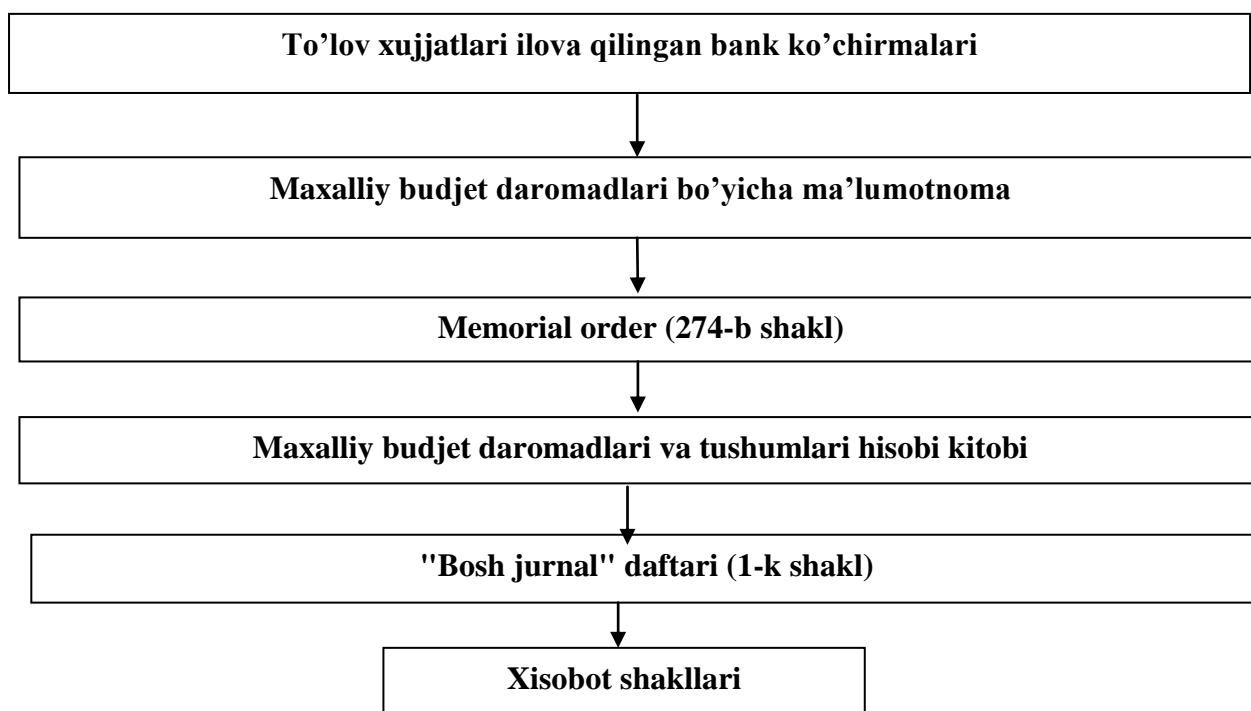 To’lov xujjatlari ilova qilingan bank ko’chirmalari
Maxalliy budjet daromadlari bo’yicha ma’lumotnoma
Memorial order (274-b shakl)
Maxalliy budjet daromadlari va tushumlari hisobi kitobi
"Bosh jurnal" daftari (1-k shakl)
Xisobot shakllari